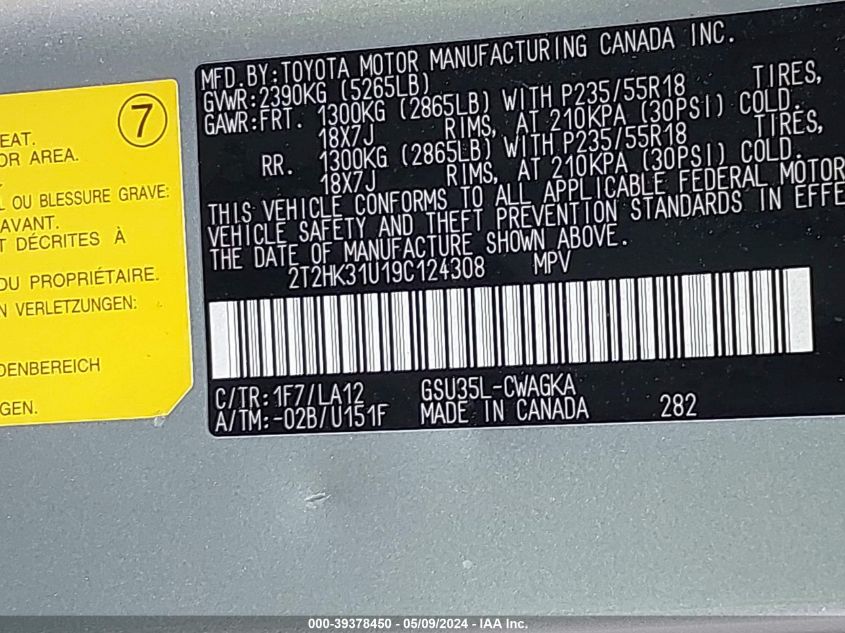 7
EAT.
OR AREA.
L OU BLESSURE GRAVE:
AVANT.
T DÉCRITES À
DU PROPRIÉTAIRE.
N VERLETZUNGEN:
DENBEREICH
GEN.
MFD. BY: TOYOTA MOTOR MANUFACTURING CANADA INC.
GVWR: 2390KG (5265LB)
GAWR: FRT. 1300KG (2865LB) WITH P235/55R18 TIRES,
18X7J RIMS, AT 210KPA (30PSI) COLD.
RR. 1300KG (2865LB) WITH P235/55R18 TIRES,
18X7J RIMS, AT 210KPA (30PSI) COLD.
THIS VEHICLE CONFORMS TO ALL APPLICABLE FEDERAL MOTOR
VEHICLE SAFETY AND THEFT PREVENTION STANDARDS IN EFFE
THE DATE OF MANUFACTURE SHOWN ABOVE.
2T2HK31U19C124308 MPV
C/TR: 1F7/LA12 GSU35L-CWAGKA
A/TM: -02B/U151F MADE IN CANADA 282
000-39378450 - 05/09/2024 - IAA Inc.